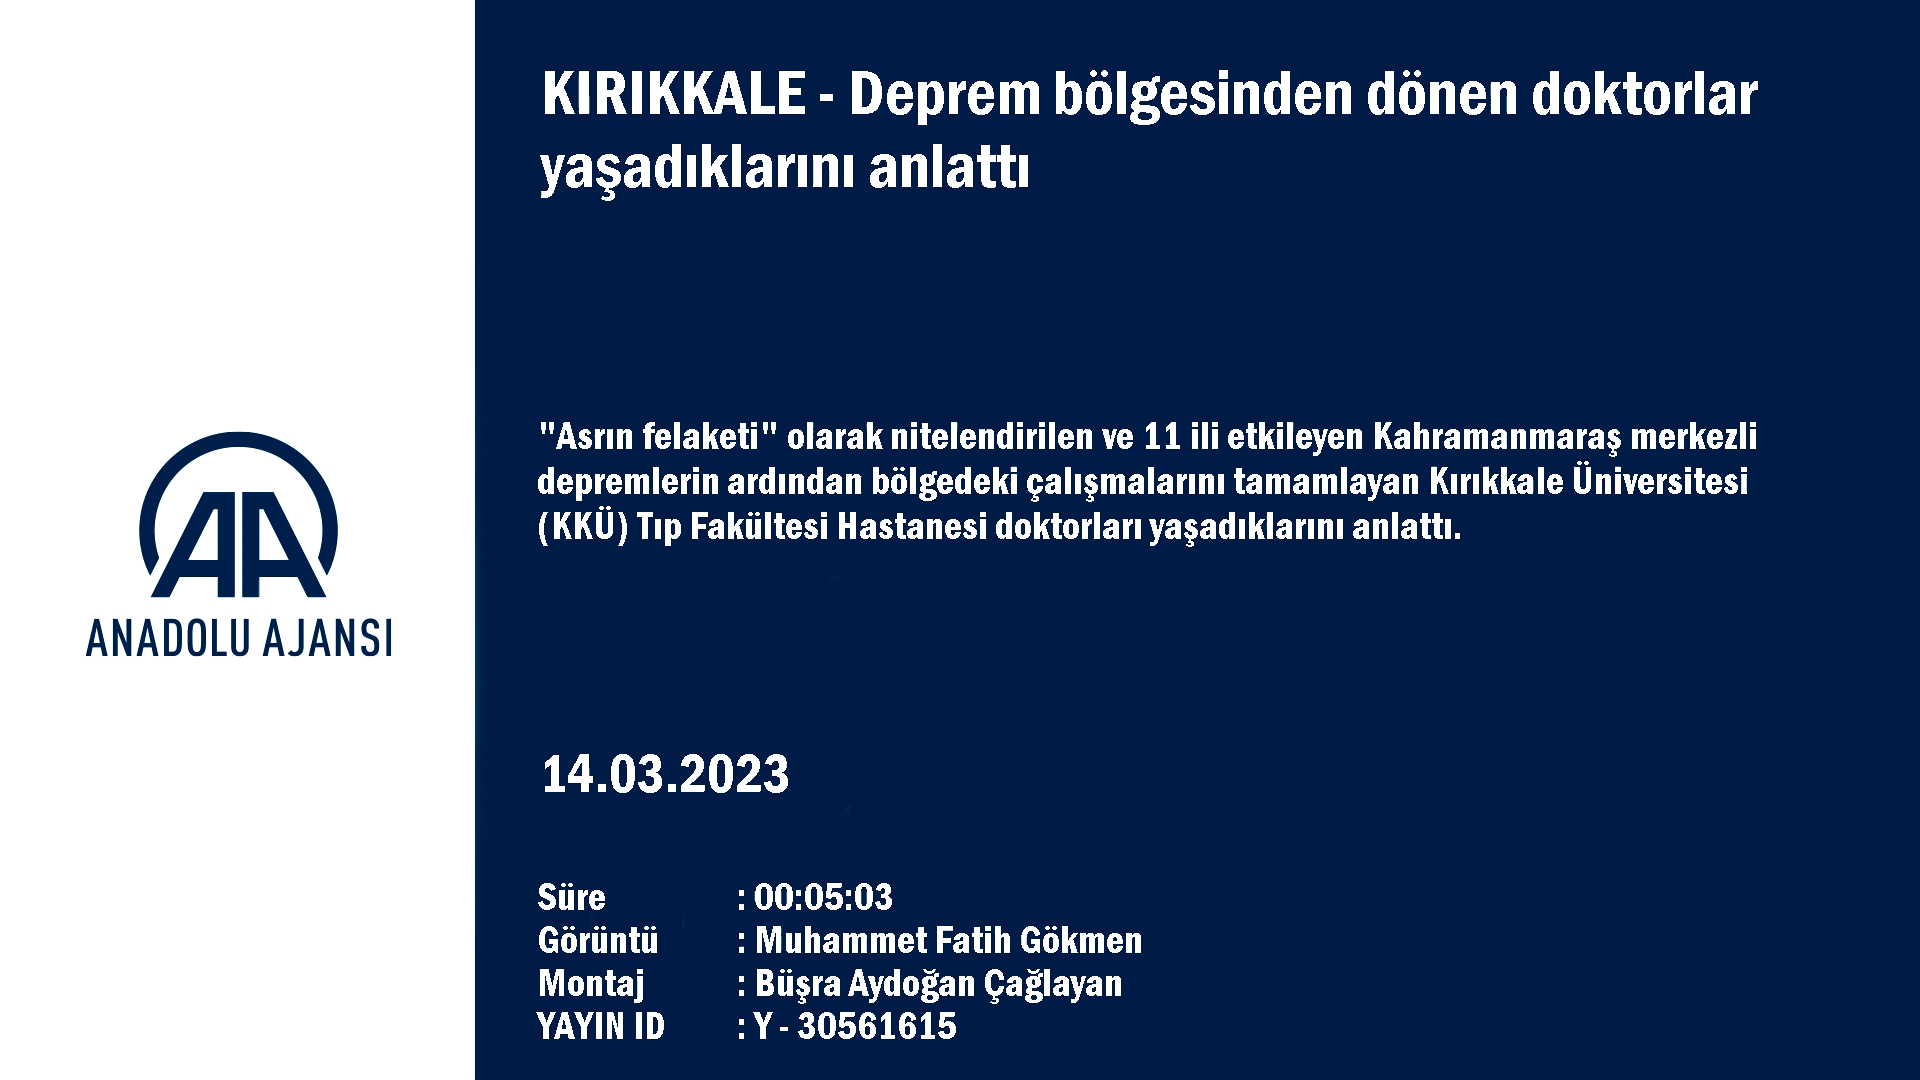 KIRIKKALE - Deprem bölgesinden dönen doktorlar
yaşadıklarını anlattı
"Asrın felaketi" olarak nitelendirilen ve 11 ili etkileyen Kahramanmaraş merkezli
depremlerin ardından bölgedeki çalışmalarını tamamlayan Kırıkkale Üniversitesi
(KKÜ) Tıp Fakültesi Hastanesi doktorları yaşadıklarını anlattı.
AA
ANADOLU AJANSI
14.03.2023
Süre : 00:05:03
Görüntü : Muhammet Fatih Gökmen
Montaj : Büşra Aydoğan Çağlayan
YAYIN ID : Y - 30561615